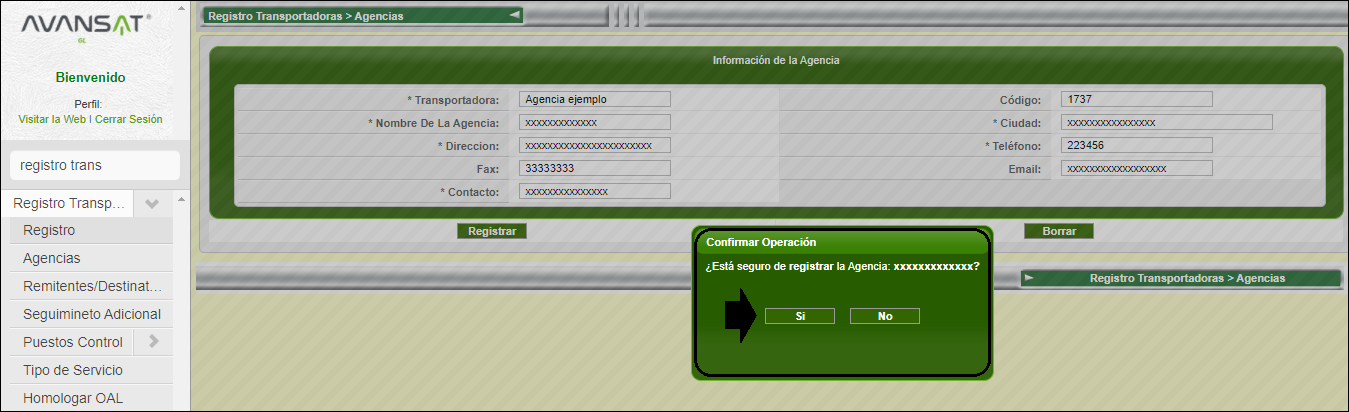 AVANSAT
GL
Bienvenido
Perfil:
Visitar la Web | Cerrar Sesión
registro trans
Registro Transp...
Registro
Agencias
Remitentes/Destinat...
Seguimineto Adicional
Puestos Control
Tipo de Servicio
Homologar OAL
Registro Transportadoras > Agencias
Información de la Agencia
* Transportadora: Agencia ejemplo Código: 1737
* Nombre De La Agencia: xxxxxxxxxxxxx * Ciudad: xxxxxxxxxxxxxxxx
* Direccion: xxxxxxxxxxxxxxxxxxxxxxx * Teléfono: 223456
Fax: 33333333 Email: xxxxxxxxxxxxxxxxxx
* Contacto: xxxxxxxxxxxxxxx
Registrar Borrar
Confirmar Operación
¿Está seguro de registrar la Agencia: xxxxxxxxxxxxx?
Si No
Registro Transportadoras > Agencias